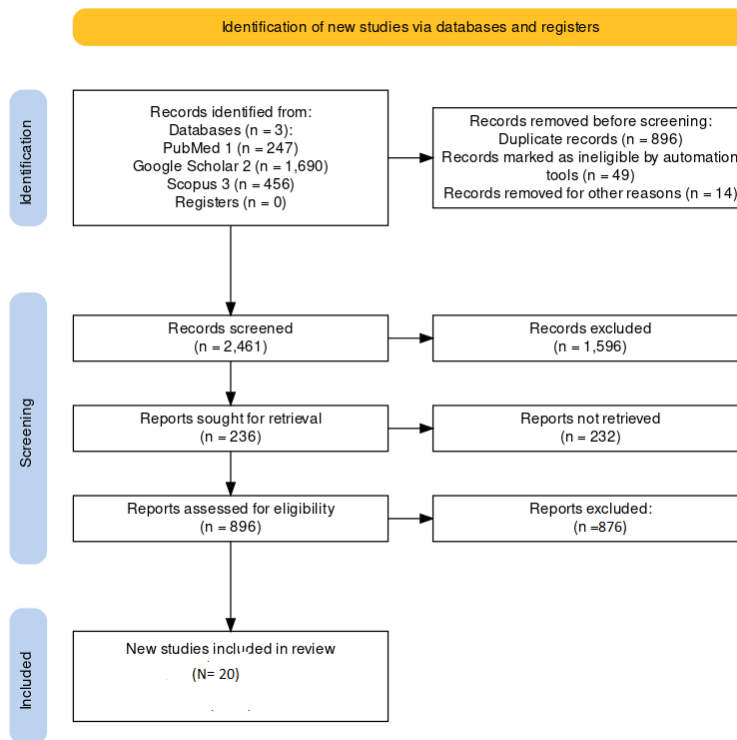 Identification of new studies via databases and registers
Identification
Records identified from:
Databases (n = 3):
PubMed 1 (n = 247)
Google Scholar 2 (n = 1,690)
Scopus 3 (n = 456)
Registers (n = 0)
Records removed before screening:
Duplicate records (n = 896)
Records marked as ineligible by automation
tools (n = 49)
Records removed for other reasons (n = 14)
Screening
Records screened
(n = 2,461)
Records excluded
(n = 1,596)
Reports sought for retrieval
(n = 236)
Reports not retrieved
(n = 232)
Reports assessed for eligibility
(n = 896)
Reports excluded:
(n =876)
Included
New studies included in review
(N= 20)